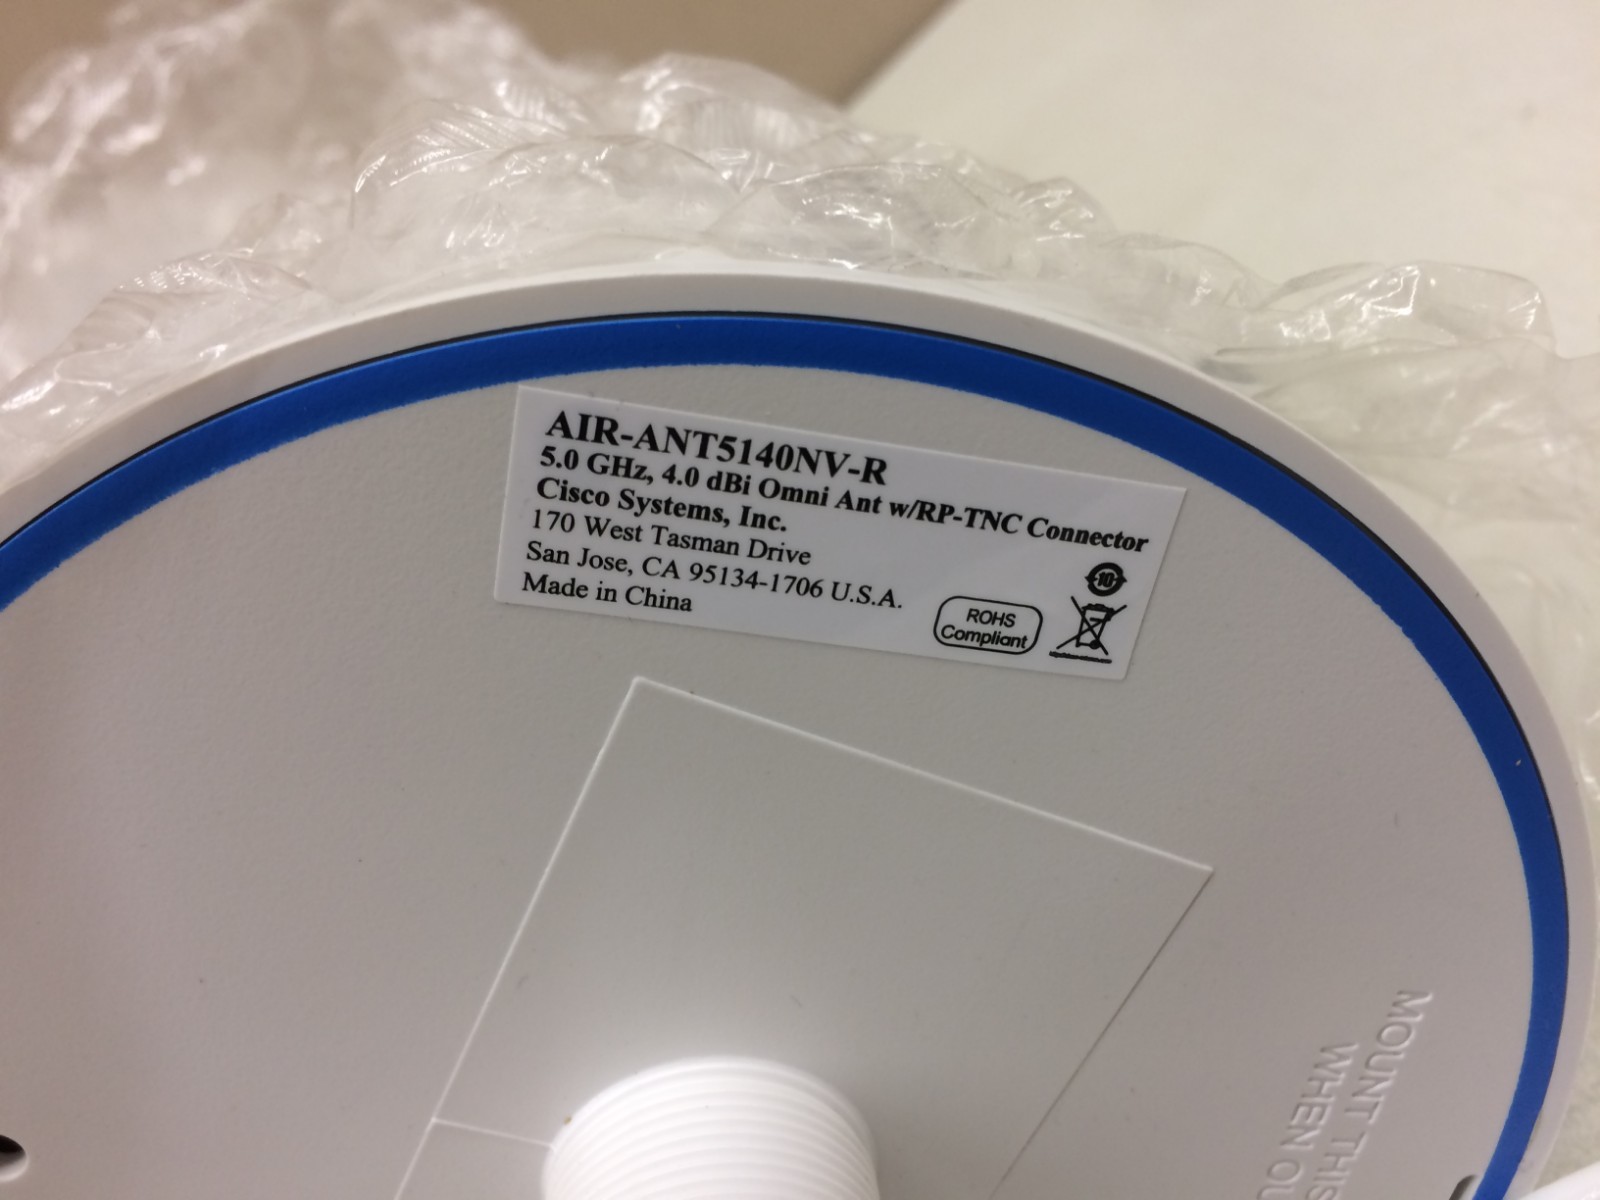 AIR-ANT5140NV-R
5.0 GHz, 4.0 dBi Omni Ant w/RP-TNC Connector
Cisco Systems, Inc.
170 West Tasman Drive
San Jose, CA 95134-1706 U.S.A.
Made in China
10
ROHS
Compliant
MOUNT THIS
WHEN